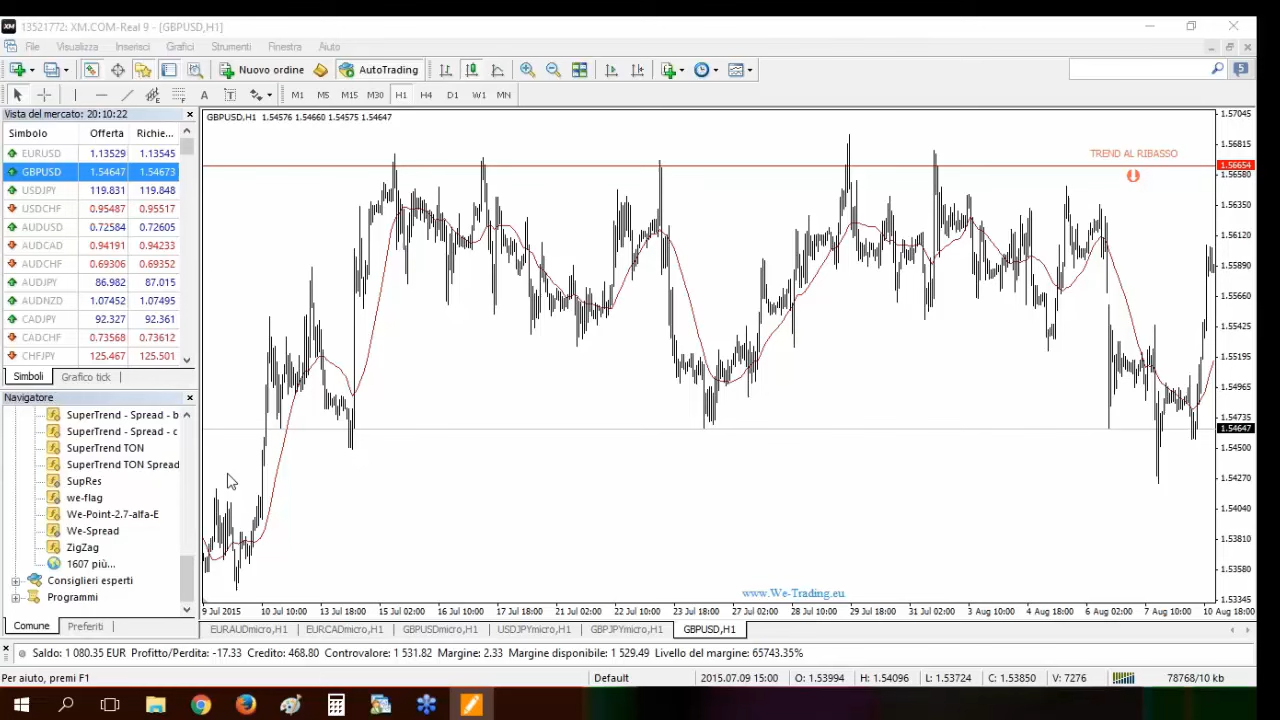 13521772: XM.COM-Real 9 - [GBPUSD,H1]
File Visualizza Inserisci Grafici Strumenti Finestra Aiuto
Nuovo ordine AutoTrading 5
A T M1 M5 M15 M30 H1 H4 D1 W1 MN
Vista del mercato: 20:10:22
Simbolo Offerta Richie...
EURUSD 1.13529 1.13545
GBPUSD 1.54647 1.54673
USDJPY 119.831 119.848
USDCHF 0.95487 0.95517
AUDUSD 0.72584 0.72605
AUDCAD 0.94191 0.94233
AUDCHF 0.69306 0.69352
AUDJPY 86.982 87.015
AUDNZD 1.07452 1.07495
CADJPY 92.327 92.361
CADCHF 0.73568 0.73612
CHFJPY 125.467 125.501
Simboli Grafico tick
Navigatore
SuperTrend - Spread - b
SuperTrend - Spread - c
SuperTrend TON
SuperTrend TON Spread
SupRes
we-flag
We-Point-2.7-alfa-E
We-Spread
ZigZag
1607 più...
Consiglieri esperti
Programmi
Comune Preferiti
GBPUSD,H1 1.54576 1.54660 1.54575 1.54647
TREND AL RIBASSO
1.57045
1.56815
1.56654
1.56580
1.56350
1.56120
1.55890
1.55660
1.55425
1.55195
1.54965
1.54735
1.54647
1.54500
1.54270
1.54040
1.53810
1.53580
1.53345
www.We-Trading.eu
9 Jul 2015 10 Jul 10:00 13 Jul 18:00 15 Jul 02:00 16 Jul 10:00 17 Jul 18:00 21 Jul 02:00 22 Jul 10:00 23 Jul 18:00 27 Jul 02:00 28 Jul 10:00 29 Jul 18:00 31 Jul 02:00 3 Aug 10:00 4 Aug 18:00 6 Aug 02:00 7 Aug 10:00 10 Aug 18:00
EURAUDmicro,H1 EURCADmicro,H1 GBPUSDmicro,H1 USDJPYmicro,H1 GBPJPYmicro,H1 GBPUSD,H1
Saldo: 1 080.35 EUR Profitto/Perdita: -17.33 Credito: 468.80 Controvalore: 1 531.82 Margine: 2.33 Margine disponibile: 1 529.49 Livello del margine: 65743.35%
Per aiuto, premi F1 Default 2015.07.09 15:00 O: 1.53994 H: 1.54096 L: 1.53724 C: 1.53850 V: 7276 78768/10 kb